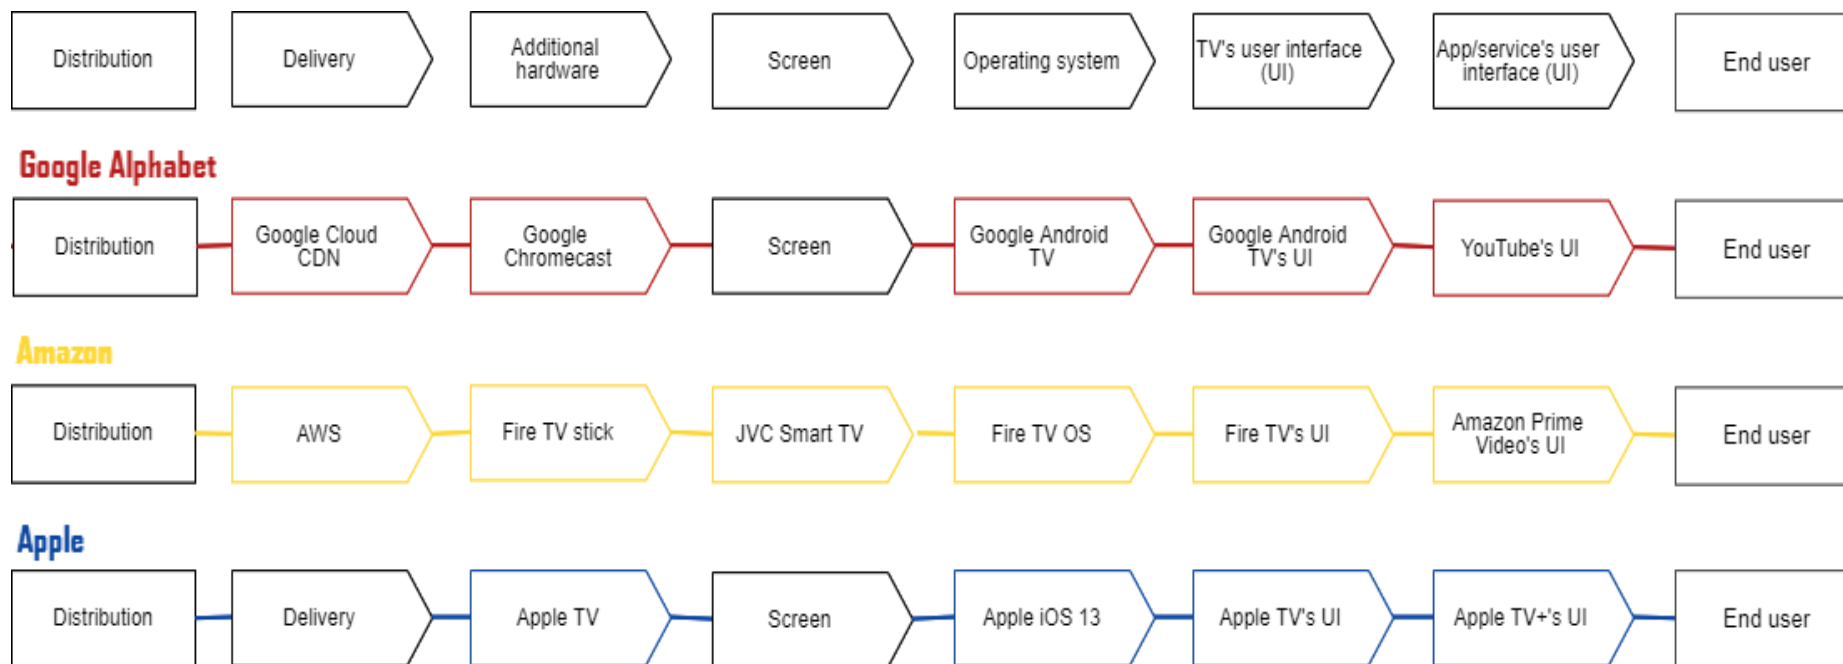 Distribution
Delivery
Additional
hardware
Screen
Operating system
TV's user interface
(UI)
App/service's user
interface (UI)
End user
Google Alphabet
Distribution
Google Cloud
CDN
Google
Chromecast
Screen
Google Android
TV
Google Android
TV's UI
YouTube's UI
End user
Amazon
Distribution
AWS
Fire TV stick
JVC Smart TV
Fire TV OS
Fire TV's UI
Amazon Prime
Video's UI
End user
Apple
Distribution
Delivery
Apple TV
Screen
Apple iOS 13
Apple TV's UI
Apple TV+'s UI
End user